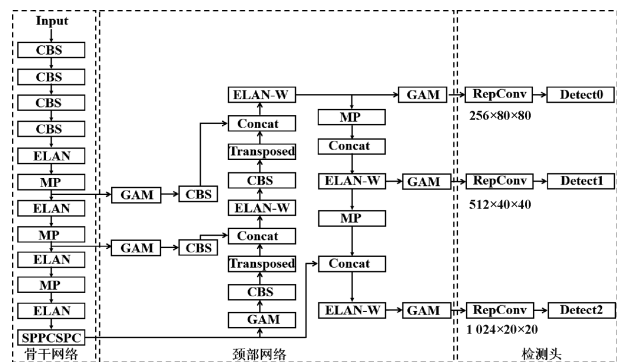 Input
CBS
CBS
CBS
CBS
ELAN
MP
ELAN
MP
ELAN
MP
ELAN
SPPCSPC
骨干网络
GAM
CBS
GAM
CBS
ELAN-W
Concat
Transposed
CBS
ELAN-W
Concat
Transposed
CBS
GAM
MP
Concat
ELAN-W
MP
Concat
ELAN-W
GAM
GAM
GAM
颈部网络
RepConv
Detect0
256×80×80
RepConv
Detect1
512×40×40
RepConv
Detect2
1 024×20×20
检测头